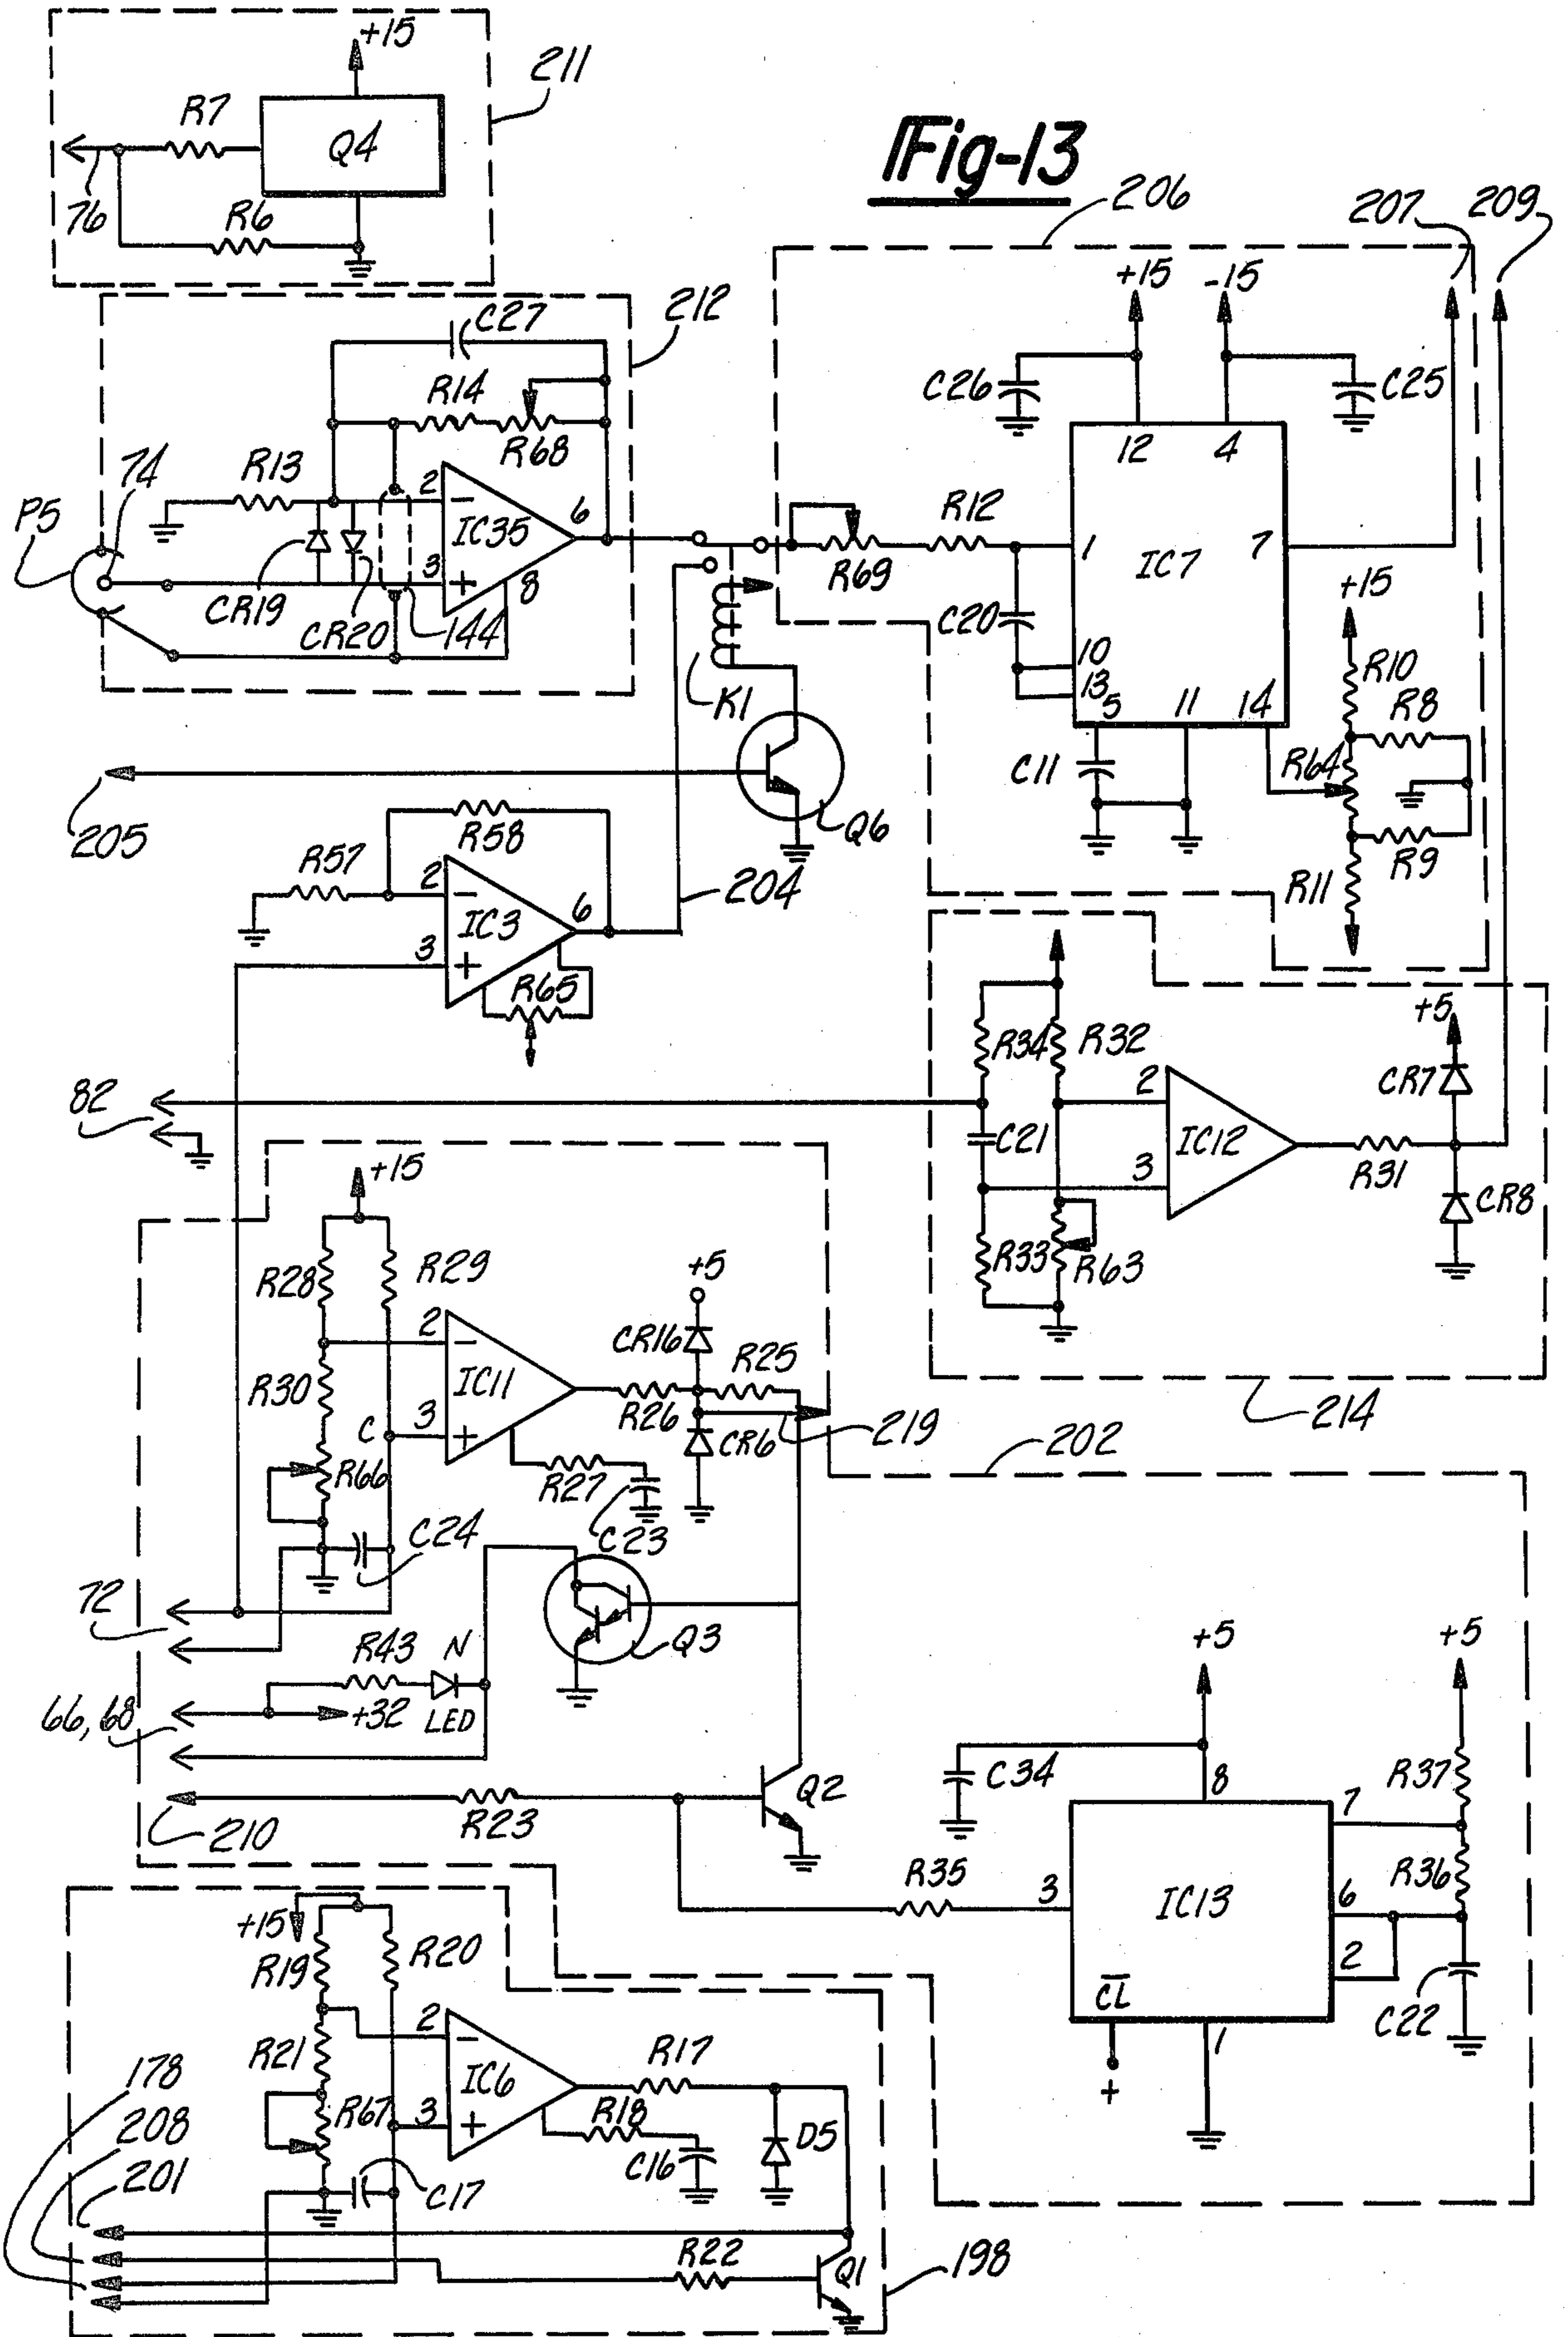 Fig-13
+15
211
R7
Q4
76
R6
206
207
209
212
C27
+15
-15
R14
C26
C25
R68
12
4
74
R13
2
-
P5
IC35
6
R12
1
7
3
+
8
R69
IC7
CR19
CR20
144
C20
+15
10
13
R10
K1
5
11
14
R8
C11
R64
205
R58
Q6
R57
2
-
R9
204
R11
IC3
6
3
+
R65
+5
R34
R32
82
2
CR7
C21
IC12
+15
3
R31
CR8
R28
R29
+5
R33
R63
2
-
CR16
R25
R30
IC11
C
3
+
R26
219
214
CR6
202
R66
R27
C24
C23
72
R43
N
Q3
+5
+5
66, 68
+32
LED
R37
C34
8
Q2
7
210
R23
R35
3
IC13
R36
6
+15
2
R19
R20
CL̅
C22
2
-
1
R21
R17
178
IC6
+
208
R67
3
+
R18
D5
201
C16
C17
R22
198
Q1